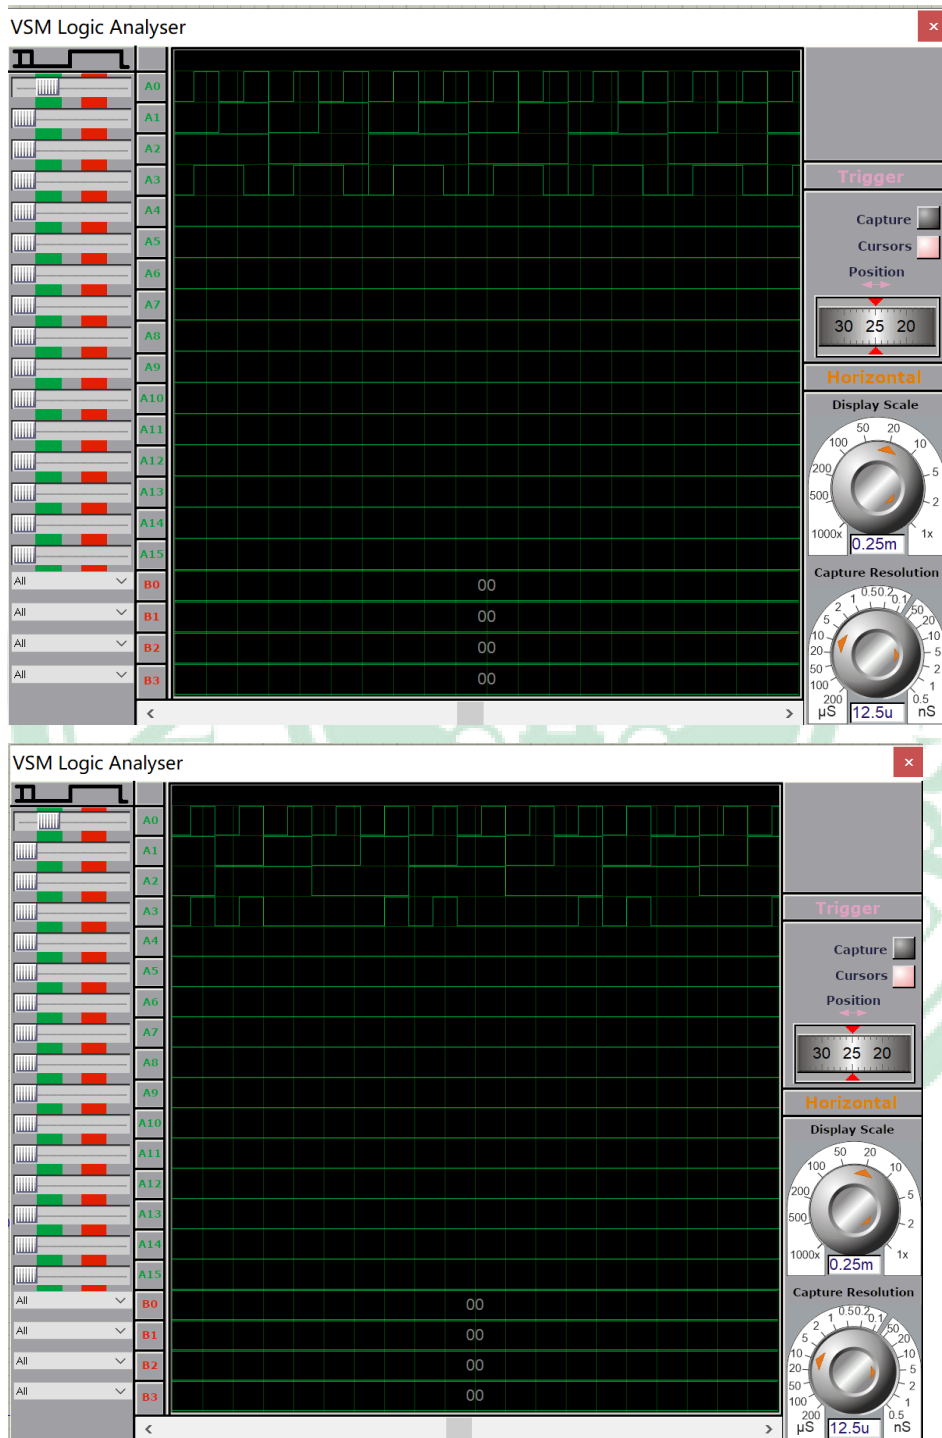 VSM Logic Analyser
×
A0
A1
A2
A3
A4
A5
A6
A7
A8
A9
A10
A11
A12
A13
A14
A15
All B0 00
All B1 00
All B2 00
All B3 00
Trigger
Capture
Cursors
Position
30 25 20
Horizontal
Display Scale
50 20
100 10
200 5
500 2
1000x 1x
0.25m
Capture Resolution
1 0.5 0.2 0.1
2 50
5 20
10 10
20 5
50 2
100 1
200 0.5
µS 12.5u nS
VSM Logic Analyser
×
A0
A1
A2
A3
A4
A5
A6
A7
A8
A9
A10
A11
A12
A13
A14
A15
All B0 00
All B1 00
All B2 00
All B3 00
Trigger
Capture
Cursors
Position
30 25 20
Horizontal
Display Scale
50 20
100 10
200 5
500 2
1000x 1x
0.25m
Capture Resolution
1 0.5 0.2 0.1
2 50
5 20
10 10
20 5
50 2
100 1
200 0.5
µS 12.5u nS